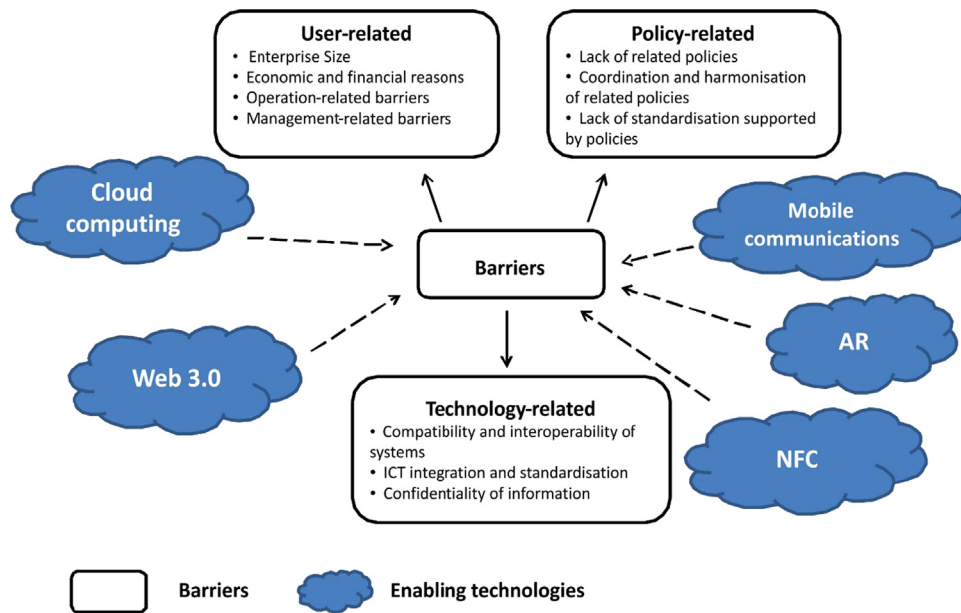 User-related
• Enterprise Size
• Economic and financial reasons
• Operation-related barriers
• Management-related barriers
Policy-related
• Lack of related policies
• Coordination and harmonisation
of related policies
• Lack of standardisation supported
by policies
Cloud
computing
Mobile
communications
Barriers
Web 3.0
AR
Technology-related
• Compatibility and interoperability of
systems
• ICT integration and standardisation
• Confidentiality of information
NFC
Barriers
Enabling technologies